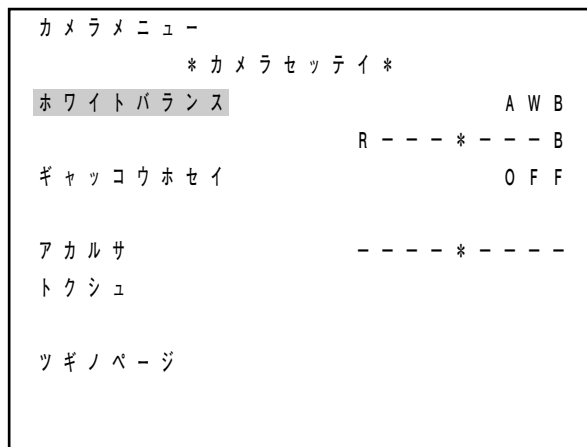 カメラメニュー
*カメラセッテイ*
ホワイトバランス AWB
R---*---B
ギャッコウホセイ OFF
アカルサ ----*----
トクシュ
ツギノページ